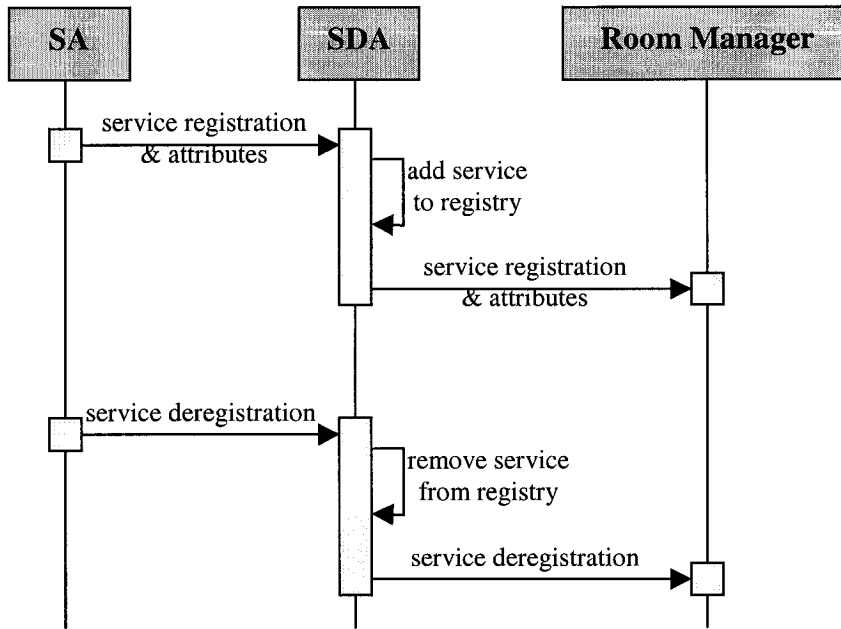 SA
SDA
Room Manager
service registration
& attributes
add service
to registry
service registration
& attributes
service deregistration
remove service
from registry
service deregistration